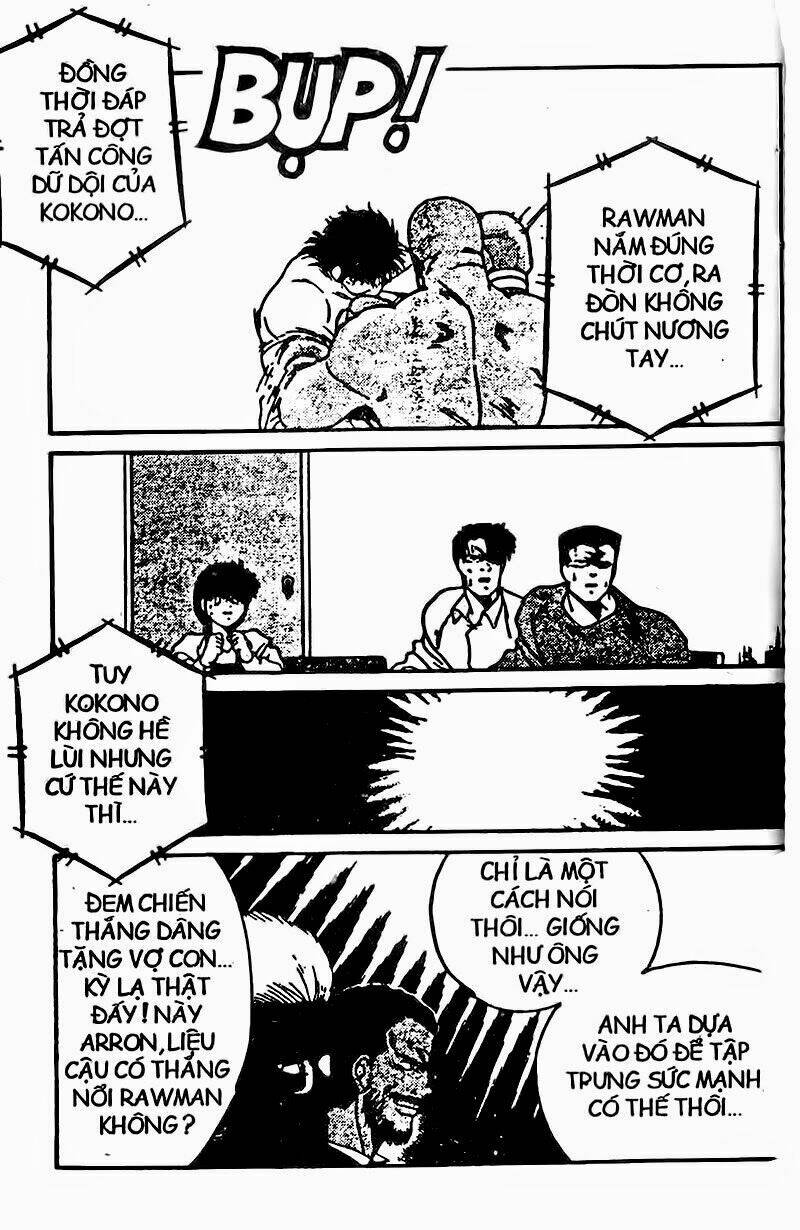 ĐỒNG
THỜI ĐÁP
TRẢ ĐỢT
TẤN CÔNG
DỮ DỘI CỦA
KOKONO...
BỤP!
RAWMAN
NẮM ĐÚNG
THỜI CƠ, RA
ĐÒN KHÔNG
CHÚT NƯƠNG
TAY...
TUY
KOKONO
KHÔNG HỀ
LÙI NHƯNG
CỨ THẾ NÀY
THÌ...
ĐEM CHIẾN
THẮNG DÂNG
TẶNG VỢ CON...
KỲ LẠ THẬT
ĐẤY! NÀY
ARRON, LIỆU
CẬU CÓ THẮNG
NỔI RAWMAN
KHÔNG?
CHỈ LÀ MỘT
CÁCH NÓI
THÔI... GIỐNG
NHƯ ÔNG
VẬY...
ANH TA DỰA
VÀO ĐÓ ĐỂ TẬP
TRUNG SỨC MẠNH
CÓ THẾ THÔI...